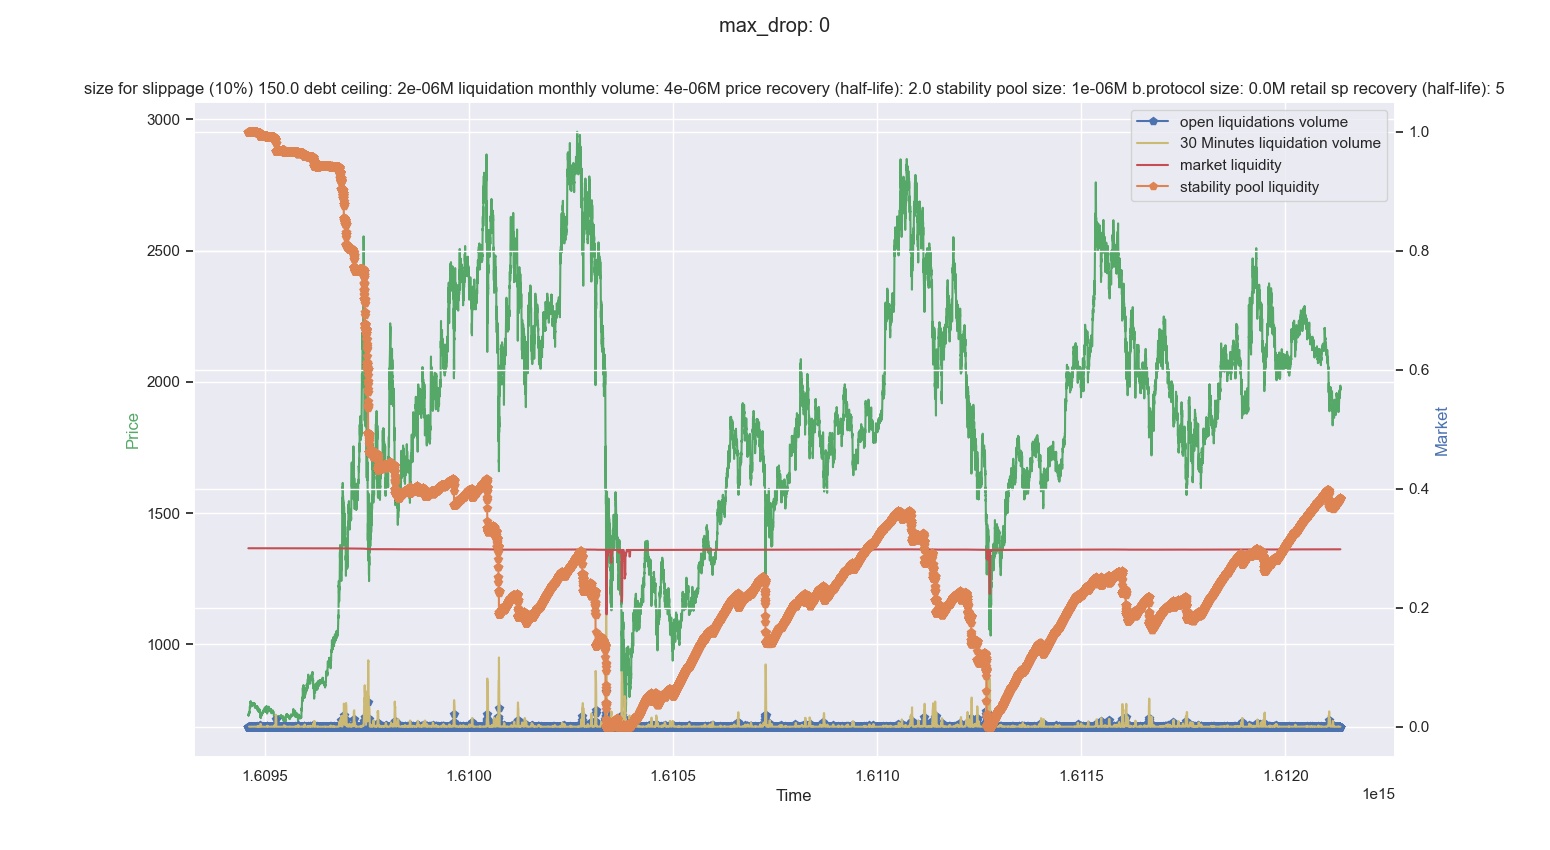 max_drop: 0
size for slippage (10%) 150.0 debt ceiling: 2e-06M liquidation monthly volume: 4e-06M price recovery (half-life): 2.0 stability pool size: 1e-06M b.protocol size: 0.0M retail sp recovery (half-life): 5
open liquidations volume
30 Minutes liquidation volume
market liquidity
stability pool liquidity
3000
2500
2000
1500
1000
Price
1.0
0.8
0.6
0.4
0.2
0.0
Market
1.6095
1.6100
1.6105
1.6110
1.6115
1.6120
1e15
Time